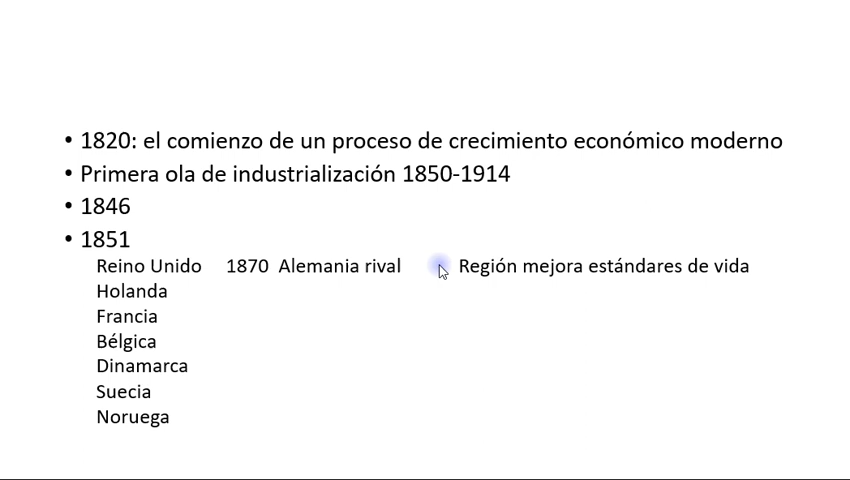 • 1820: el comienzo de un proceso de crecimiento económico moderno
• Primera ola de industrialización 1850-1914
• 1846
• 1851
Reino Unido 1870 Alemania rival Región mejora estándares de vida
Holanda
Francia
Bélgica
Dinamarca
Suecia
Noruega